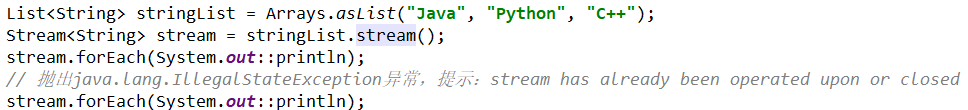 List<String> stringList = Arrays.asList("Java", "Python", "C++");
Stream<String> stream = stringList.stream();
stream.forEach(System.out::println);
// 抛出java.lang.IllegalStateException异常，提示：stream has already been operated upon or closed
stream.forEach(System.out::println);